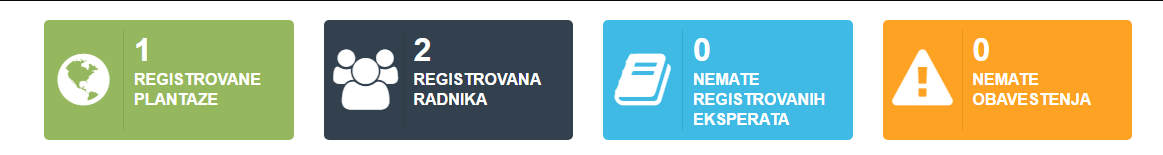 1
REGISTROVANE
PLANTAZE
2
REGISTROVANA
RADNIKA
0
NEMATE
REGISTROVANIH
EKSPERATA
0
NEMATE
OBAVESTENJA